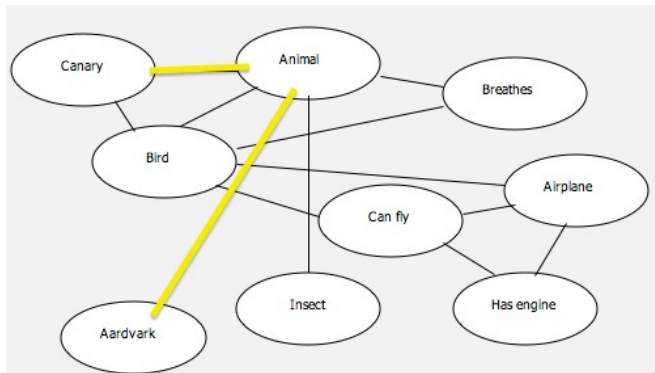 Canary
Animal
Breathes
Bird
Airplane
Can fly
Insect
Has engine
Aardvark